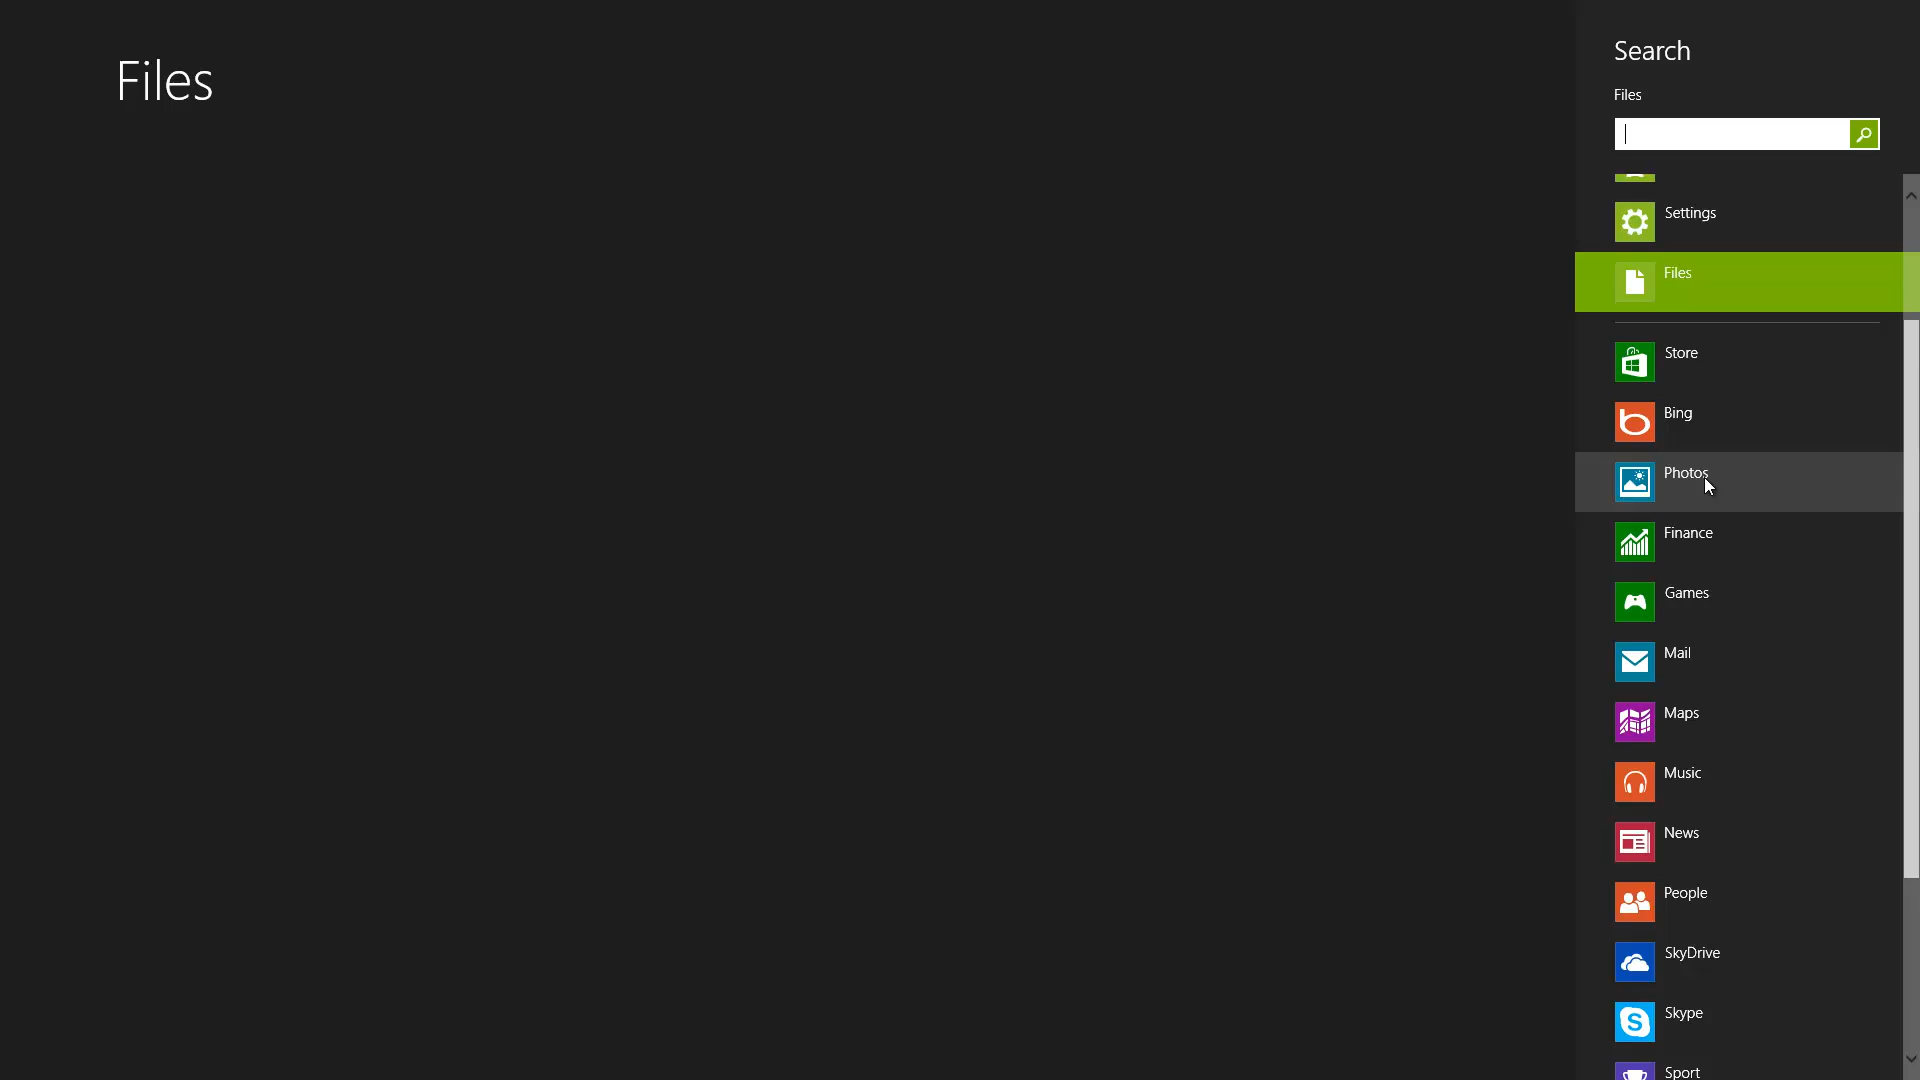 Files
Search
Files
Settings
Files
Store
Bing
Photos
Finance
Games
Mail
Maps
Music
News
People
SkyDrive
Skype
Sport